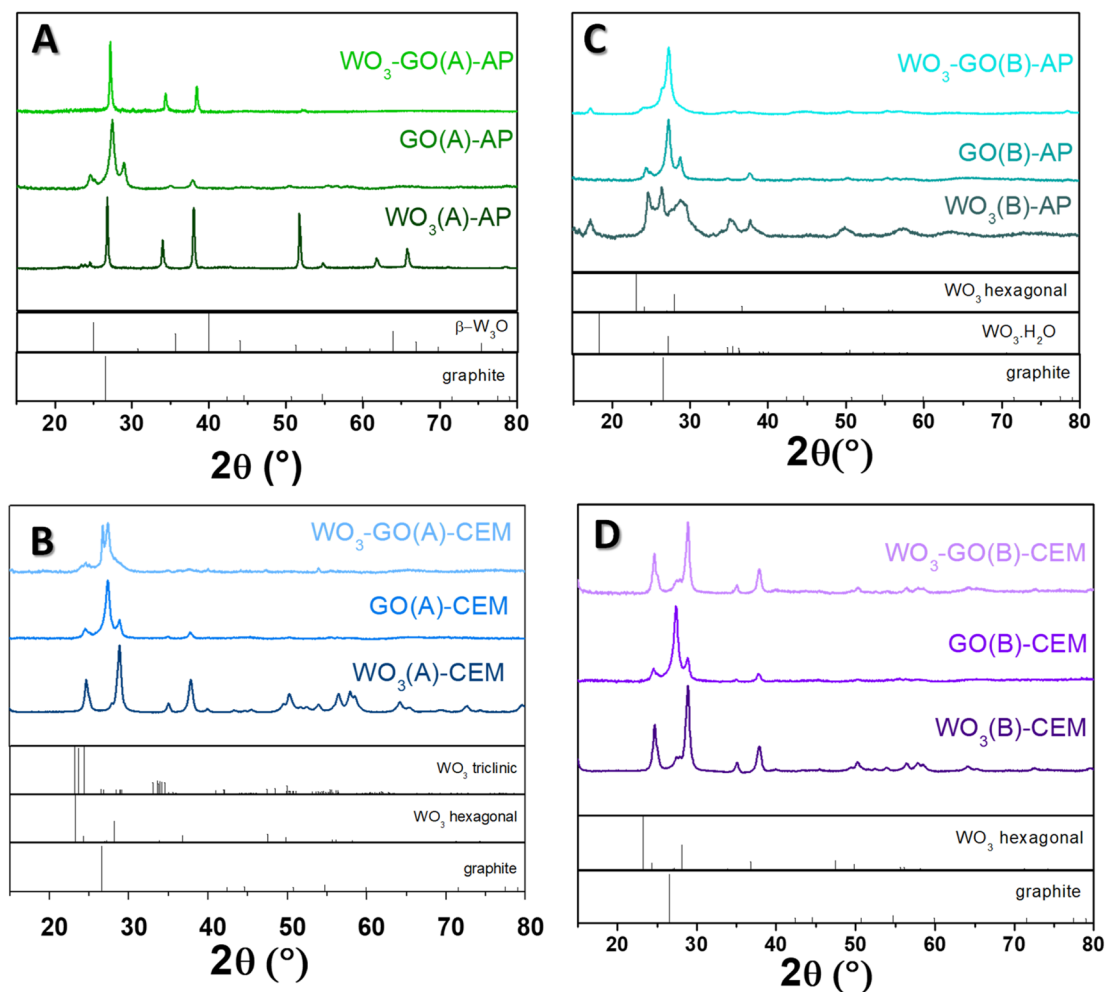 A
WO₃-GO(A)-AP
GO(A)-AP
WO₃(A)-AP
β–W₃O
graphite
20 30 40 50 60 70 80
2θ (°)
C
WO₃-GO(B)-AP
GO(B)-AP
WO₃(B)-AP
WO₃ hexagonal
WO₃.H₂O
graphite
20 30 40 50 60 70 80
2θ(°)
B
WO₃-GO(A)-CEM
GO(A)-CEM
WO₃(A)-CEM
WO₃ triclinic
WO₃ hexagonal
graphite
20 30 40 50 60 70 80
2θ (°)
D
WO₃-GO(B)-CEM
GO(B)-CEM
WO₃(B)-CEM
WO₃ hexagonal
graphite
20 30 40 50 60 70 80
2θ (°)